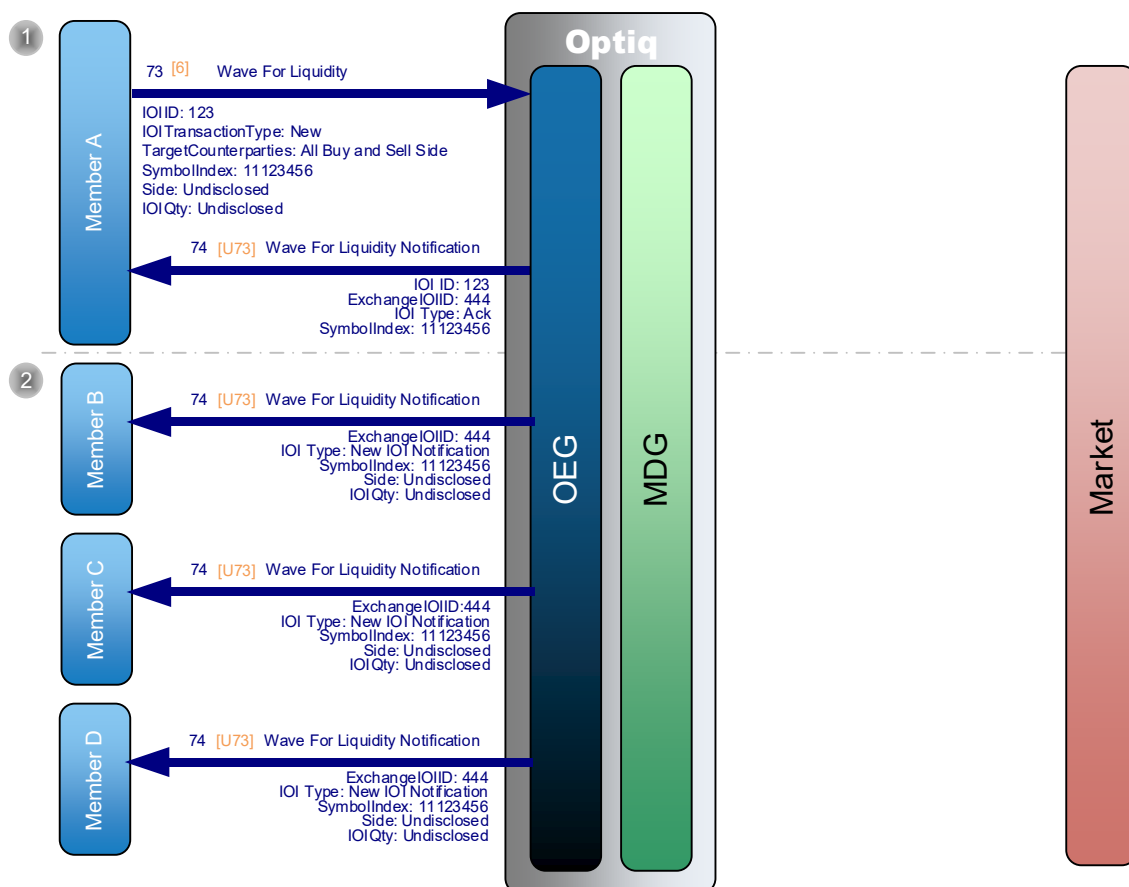 1
Optiq
73 [6] Wave For Liquidity
IOIID: 123
IOITransactionType: New
TargetCounterparties: All Buy and Sell Side
SymbolIndex: 11123456
Side: Undisclosed
IOIQty: Undisclosed
Member A
74 [U73] Wave For Liquidity Notification
IOI ID: 123
ExchangeIOIID: 444
IOI Type: Ack
SymbolIndex: 11123456
2
Member B
74 [U73] Wave For Liquidity Notification
ExchangeIOIID: 444
IOI Type: New IOI Notification
SymbolIndex: 11123456
Side: Undisclosed
IOIQty: Undisclosed
OEG
MDG
Market
Member C
74 [U73] Wave For Liquidity Notification
ExchangeIOIID:444
IOI Type: New IOI Notification
SymbolIndex: 11123456
Side: Undisclosed
IOIQty: Undisclosed
Member D
74 [U73] Wave For Liquidity Notification
ExchangeIOIID: 444
IOI Type: New IOI Notification
SymbolIndex: 11123456
Side: Undisclosed
IOIQty: Undisclosed